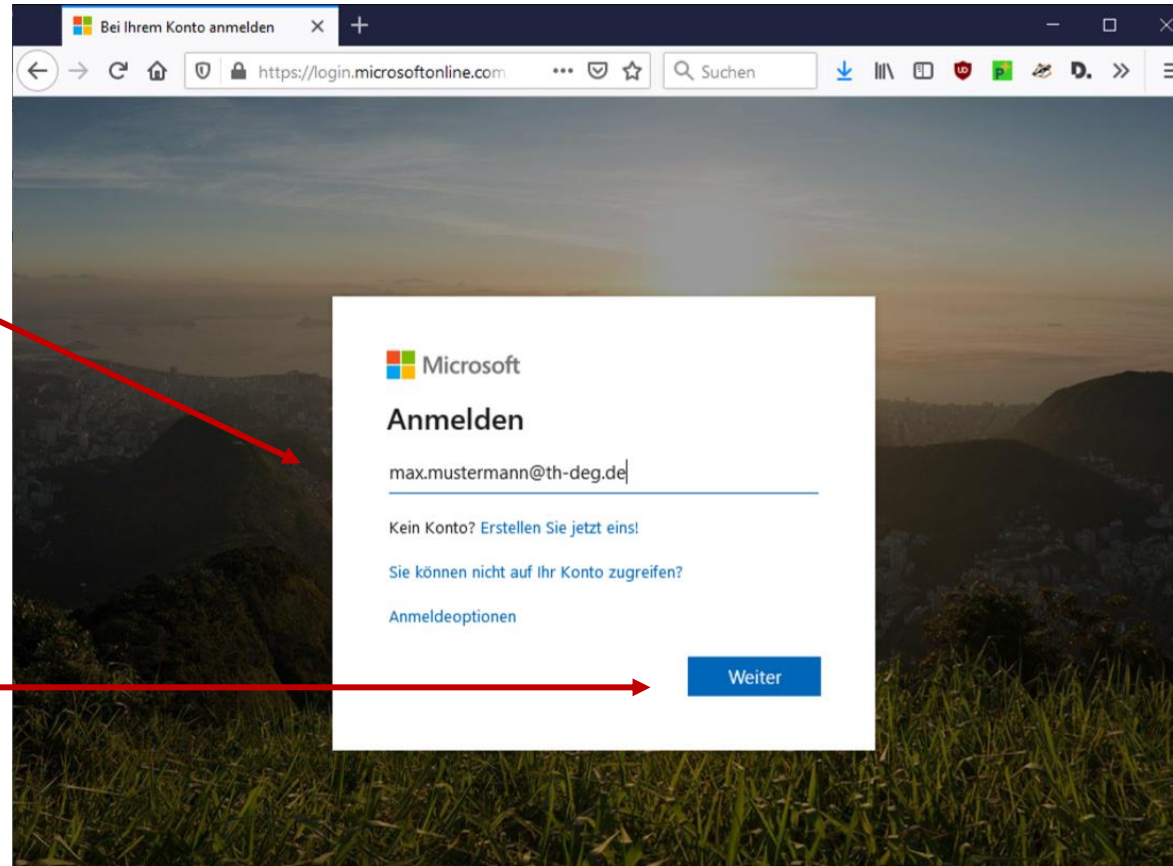 Bei Ihrem Konto anmelden
https://login.microsoftonline.com
Suchen
Microsoft
Anmelden
max.mustermann@th-deg.de
Kein Konto? Erstellen Sie jetzt eins!
Sie können nicht auf Ihr Konto zugreifen?
Anmeldeoptionen
Weiter